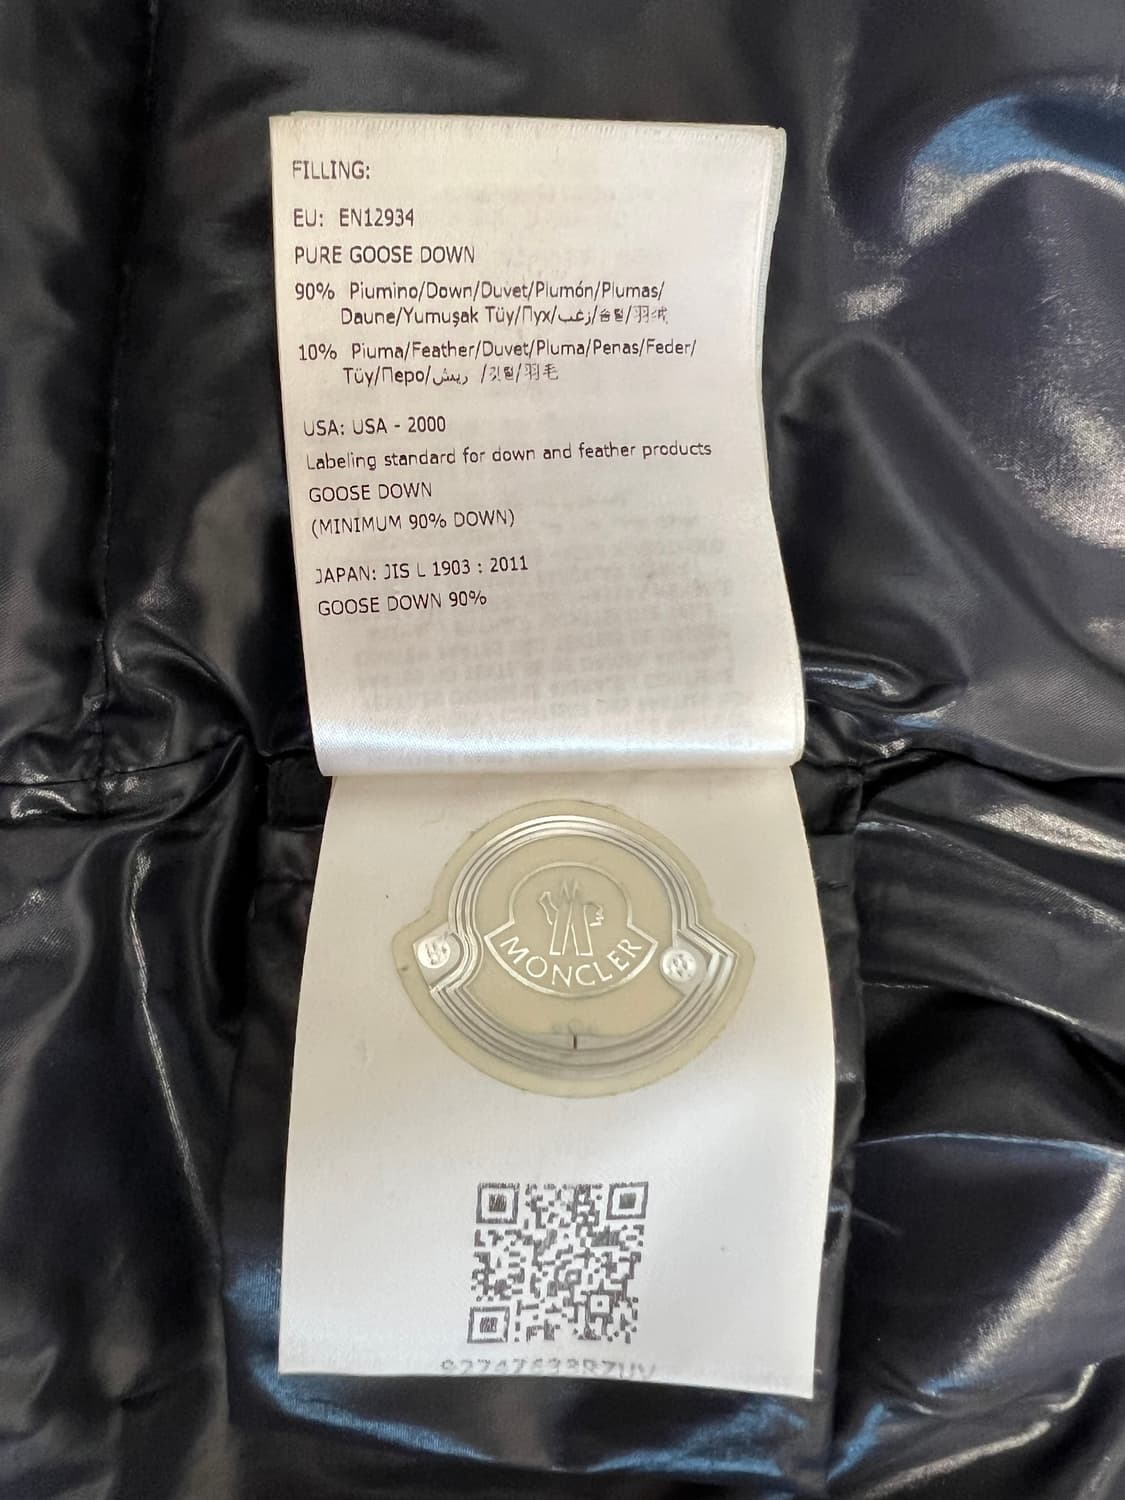 FILLING:
EU: EN12934
PURE GOOSE DOWN
90% Piumino/Down/Duvet/Plumón/Plumas/
Daune/Yumuşak Tüy/Пух/زغب/솜털/羽绒
10% Piuma/Feather/Duvet/Pluma/Penas/Feder/
Tüy/Перо/ريش /깃털/羽毛
USA: USA - 2000
Labeling standard for down and feather products
GOOSE DOWN
(MINIMUM 90% DOWN)
JAPAN: JIS L 1903 : 2011
GOOSE DOWN 90%
MONCLER